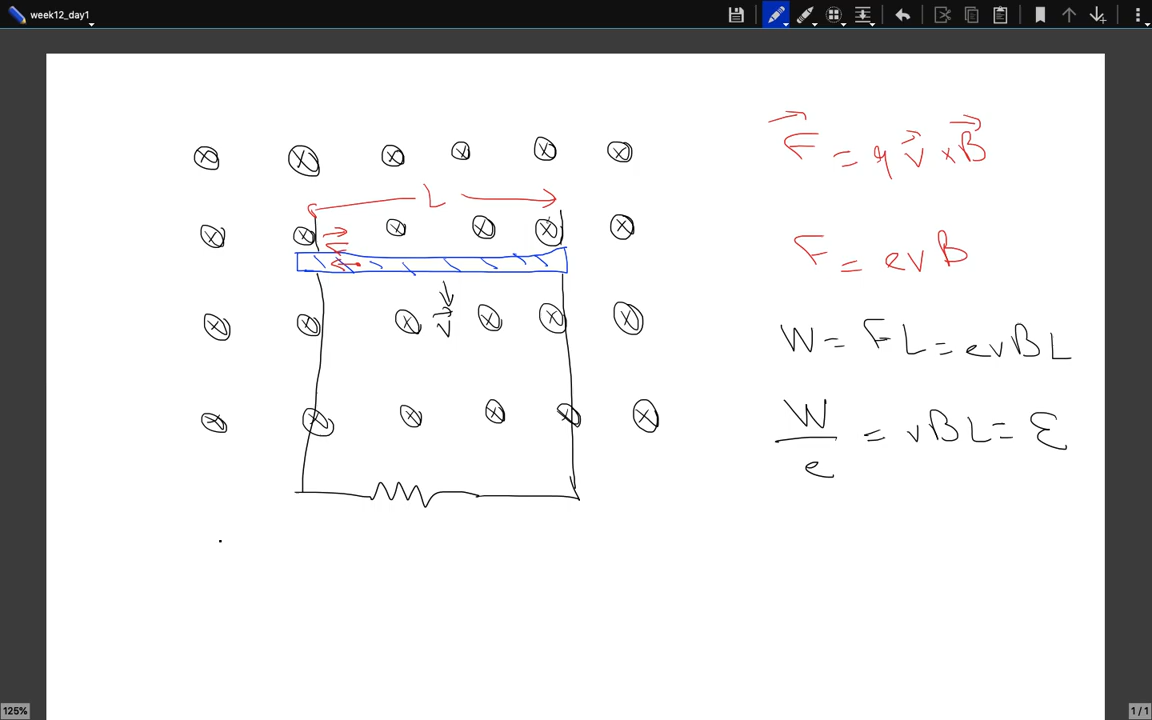 week12_day1
F = q v × B
L
F
F = evB
v
W = FL = evBL
W/e = vBL = ε
125%
1/1